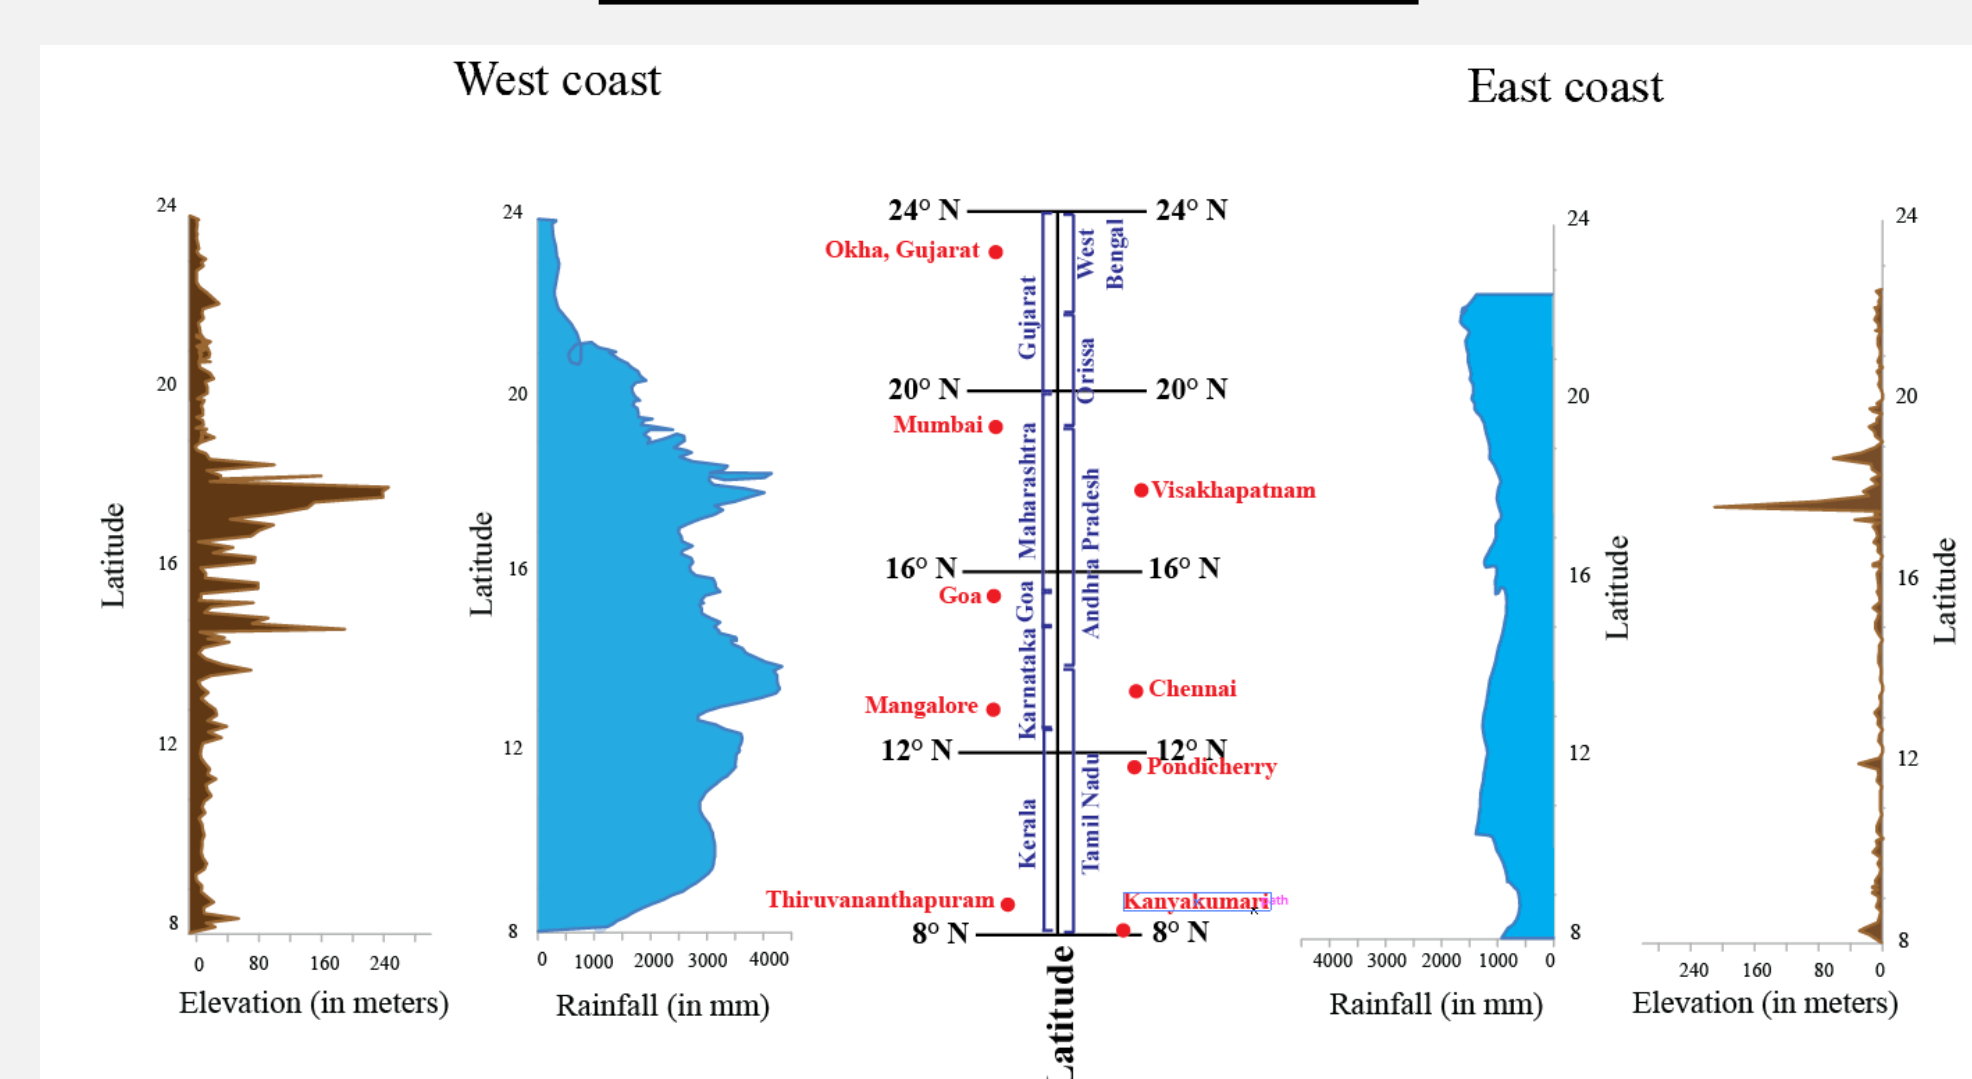 West coast
East coast
24
20
16
12
8
Latitude
0 80 160 240
Elevation (in meters)
24
20
16
12
8
Latitude
0 1000 2000 3000 4000
Rainfall (in mm)
24° N 24° N
Okha, Gujarat
20° N 20° N
Mumbai
Visakhapatnam
16° N 16° N
Goa
Chennai
Mangalore
12° N 12° N
Pondicherry
Thiruvananthapuram
Kanyakumari
path
8° N 8° N
Gujarat
Maharashtra
Goa
Karnataka
Kerala
West
Bengal
Orissa
Andhra Pradesh
Tamil Nadu
Latitude
24
20
16
12
8
Latitude
4000 3000 2000 1000 0
Rainfall (in mm)
24
20
16
12
8
Latitude
240 160 80 0
Elevation (in meters)